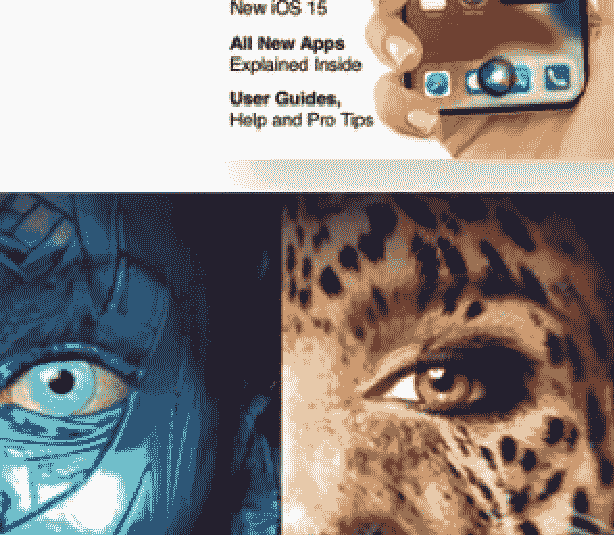 New iOS 15
All New Apps
Explained Inside
User Guides,
Help and Pro Tips